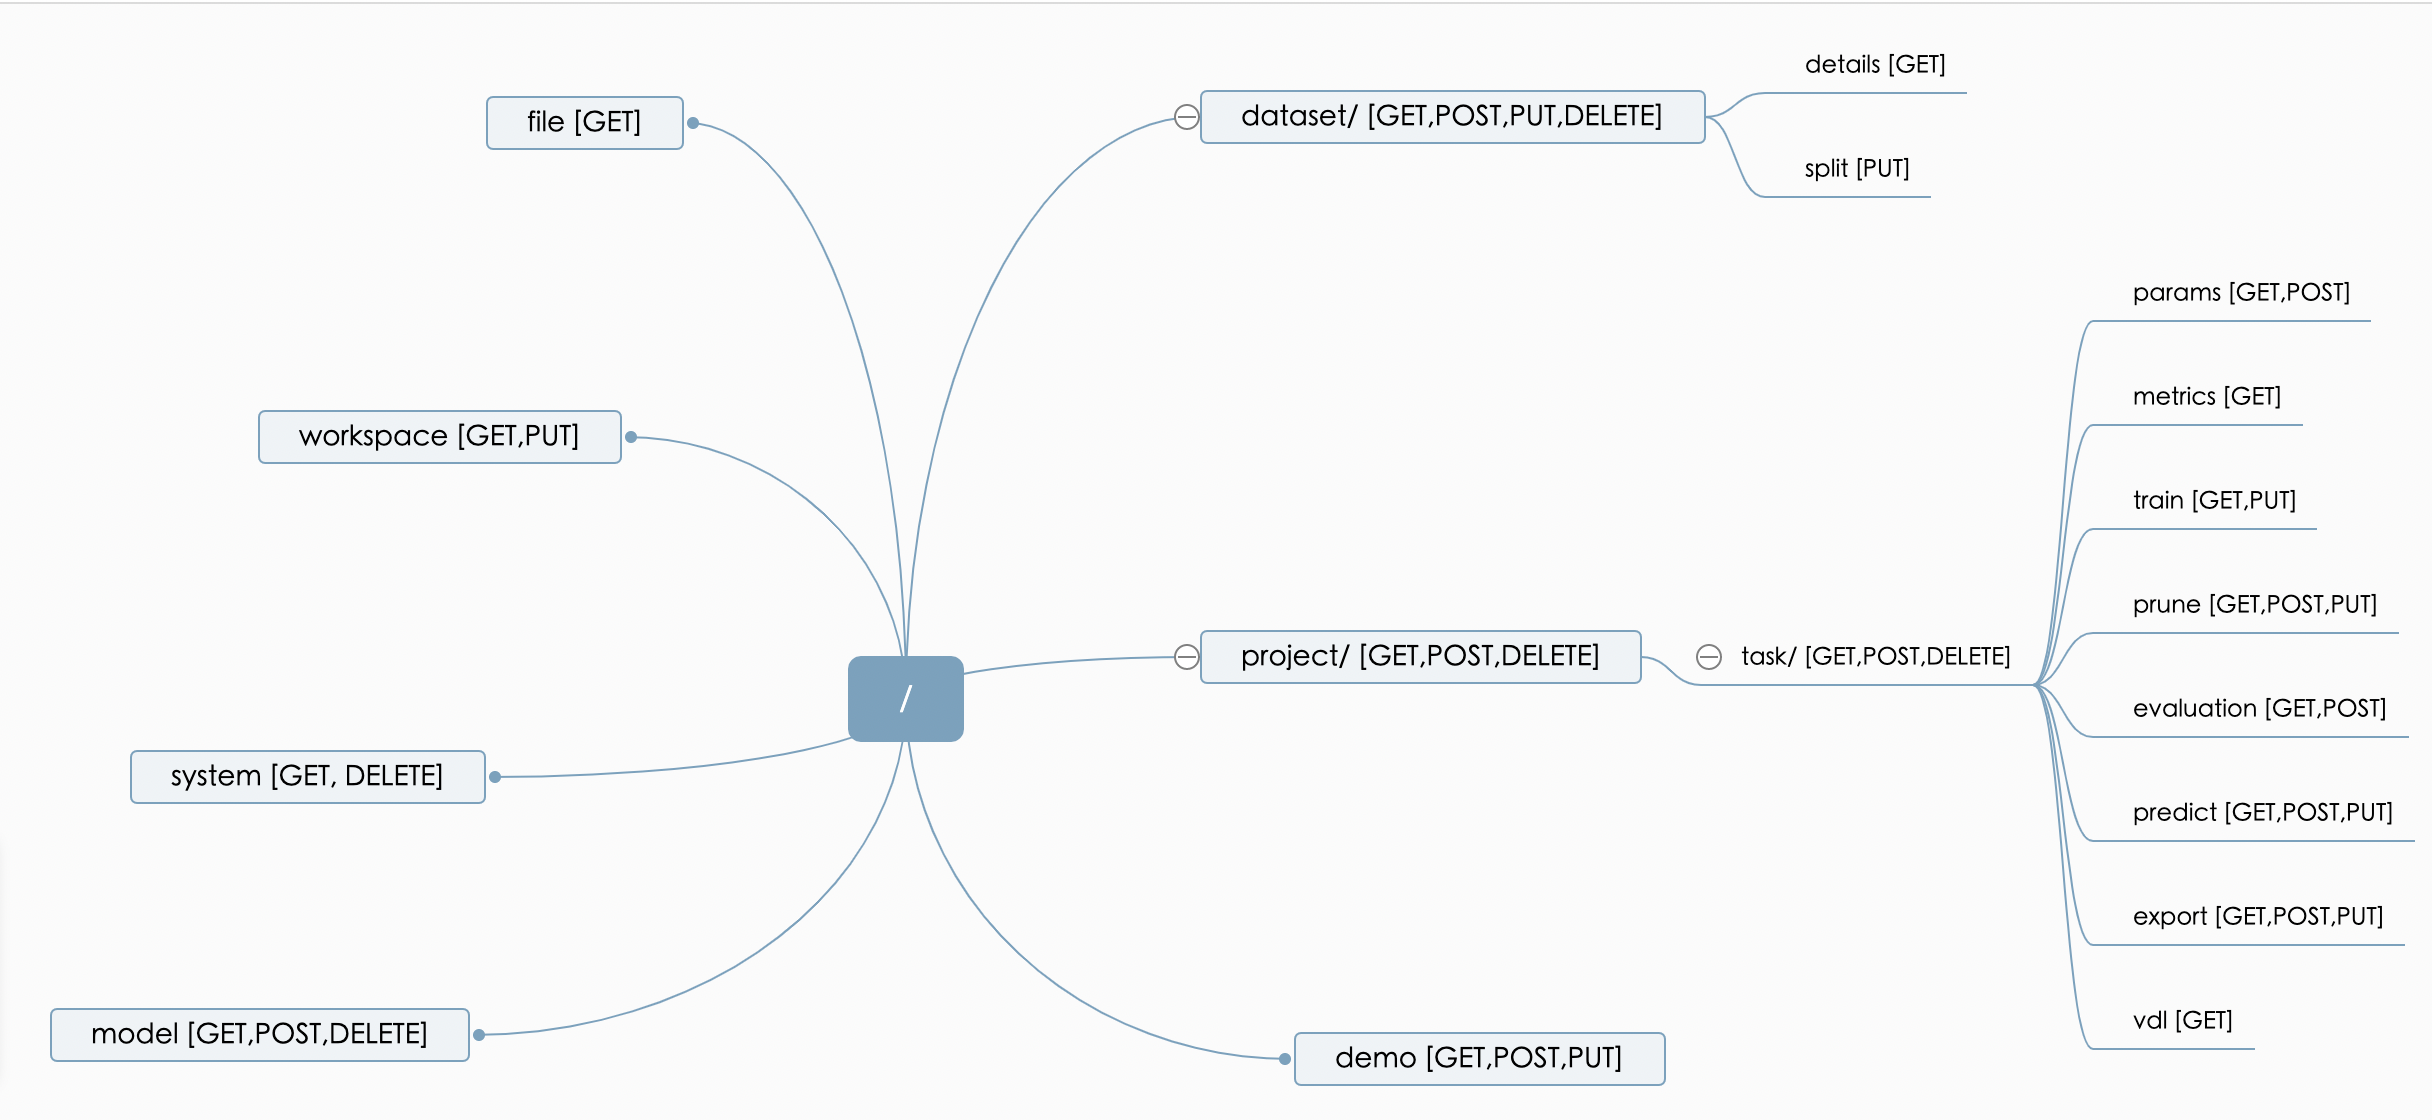 /
file [GET]
workspace [GET,PUT]
system [GET, DELETE]
model [GET,POST,DELETE]
dataset/ [GET,POST,PUT,DELETE]
details [GET]
split [PUT]
project/ [GET,POST,DELETE]
task/ [GET,POST,DELETE]
params [GET,POST]
metrics [GET]
train [GET,PUT]
prune [GET,POST,PUT]
evaluation [GET,POST]
predict [GET,POST,PUT]
export [GET,POST,PUT]
vdl [GET]
demo [GET,POST,PUT]